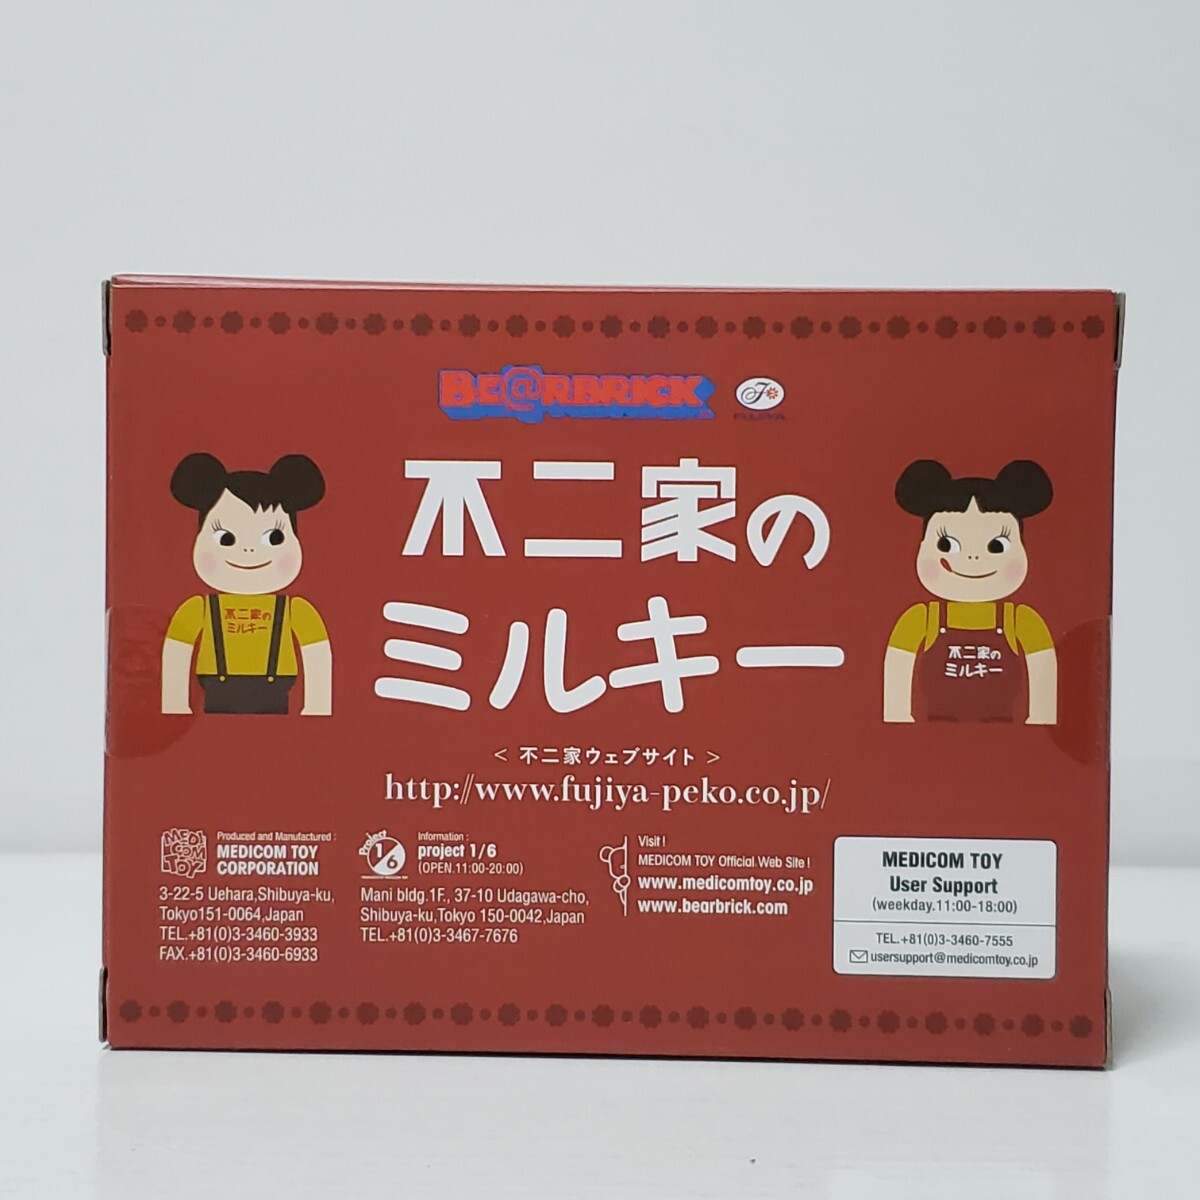 BE@RBRICK
FUJIYA
不二家の
ミルキー
不二家の
ミルキー
不二家の
ミルキー
< 不二家ウェブサイト >
http://www.fujiya-peko.co.jp/
MEDI
COM
TOY
Produced and Manufactured :
MEDICOM TOY
CORPORATION
3-22-5 Uehara,Shibuya-ku,
Tokyo151-0064,Japan
TEL.+81(0)3-3460-3933
FAX.+81(0)3-3460-6933
Project
1/6
Information :
project 1/6
(OPEN.11:00-20:00)
Mani bldg.1F, 37-10 Udagawa-cho,
Shibuya-ku,Tokyo 150-0042,Japan
TEL.+81(0)3-3467-7676
Visit !
MEDICOM TOY Official Web Site !
www.medicomtoy.co.jp
www.bearbrick.com
MEDICOM TOY
User Support
(weekday.11:00-18:00)
TEL.+81(0)3-3460-7555
usersupport@medicomtoy.co.jp